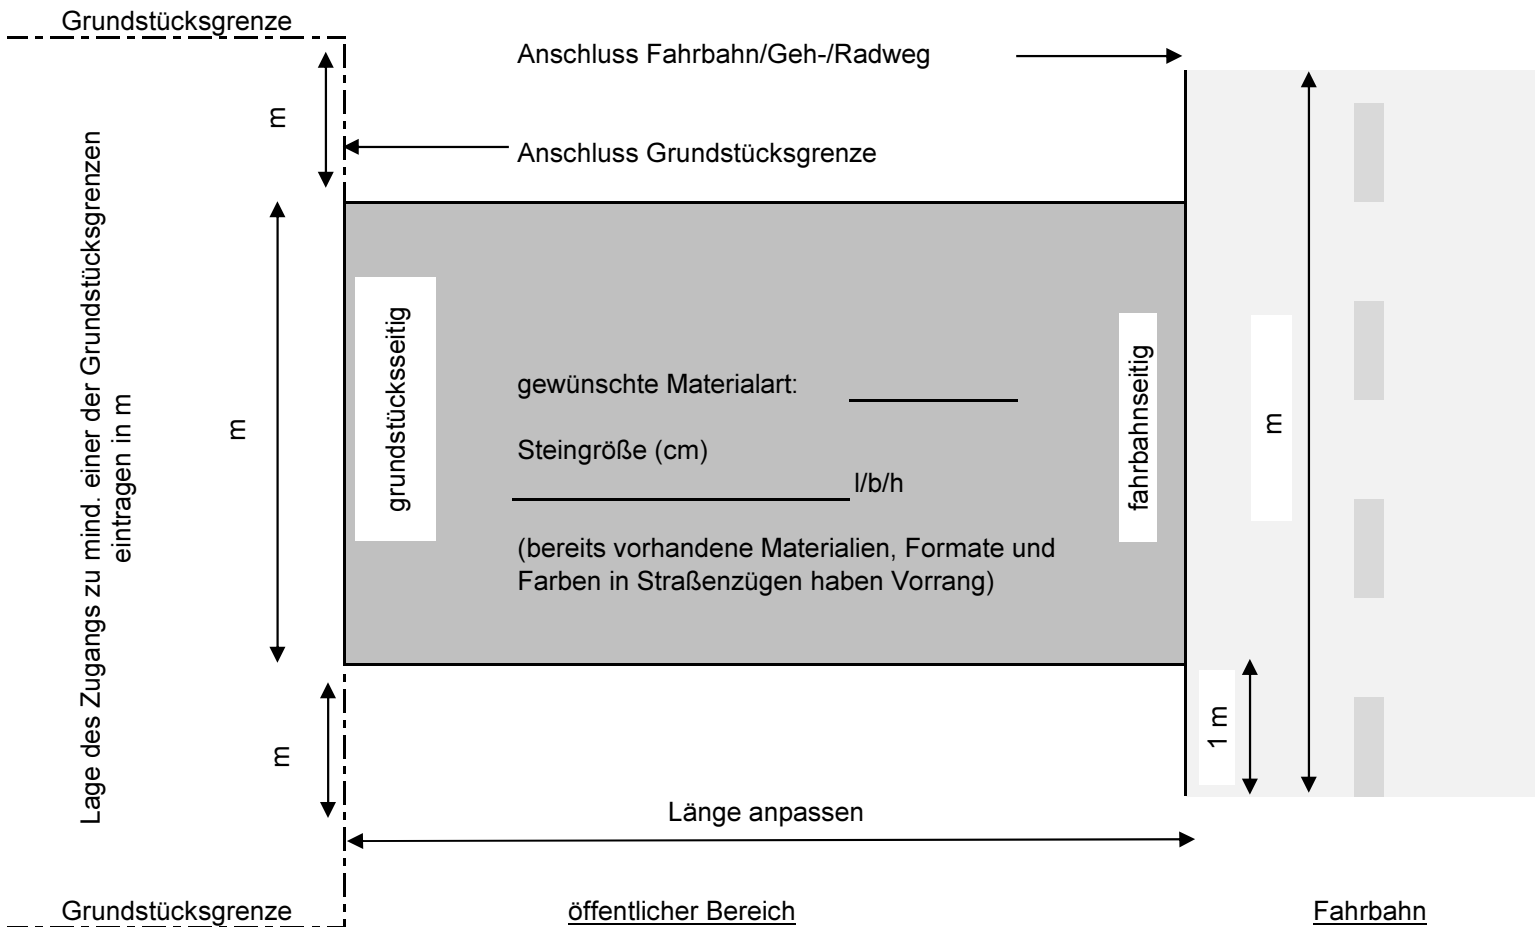 Grundstücksgrenze
Anschluss Fahrbahn/Geh-/Radweg
m
Anschluss Grundstücksgrenze
Lage des Zugangs zu mind. einer der Grundstücksgrenzen
eintragen in m
m
grundstücksseitig
gewünschte Materialart:
Steingröße (cm)
l/b/h
(bereits vorhandene Materialien, Formate und
Farben in Straßenzügen haben Vorrang)
fahrbahnseitig
m
m
1 m
Länge anpassen
Grundstücksgrenze
öffentlicher Bereich
Fahrbahn